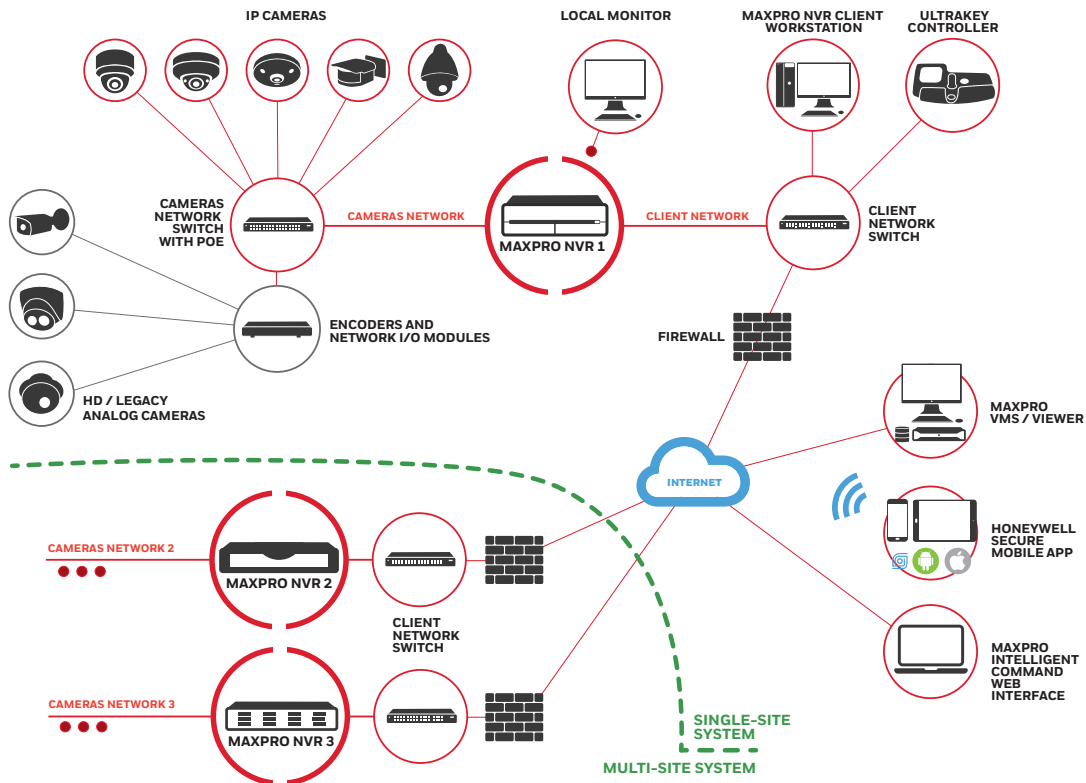 IP CAMERAS
LOCAL MONITOR
MAXPRO NVR CLIENT
WORKSTATION
ULTRAKEY
CONTROLLER
CAMERAS
NETWORK
SWITCH
WITH POE
CAMERAS NETWORK
MAXPRO NVR 1
CLIENT NETWORK
CLIENT
NETWORK
SWITCH
ENCODERS AND
NETWORK I/O MODULES
FIREWALL
HD / LEGACY
ANALOG CAMERAS
MAXPRO
VMS / VIEWER
INTERNET
HONEYWELL
SECURE
MOBILE APP
CAMERAS NETWORK 2
MAXPRO NVR 2
CLIENT
NETWORK
SWITCH
MAXPRO
INTELLIGENT
COMMAND
WEB
INTERFACE
CAMERAS NETWORK 3
MAXPRO NVR 3
SINGLE-SITE
SYSTEM
MULTI-SITE SYSTEM